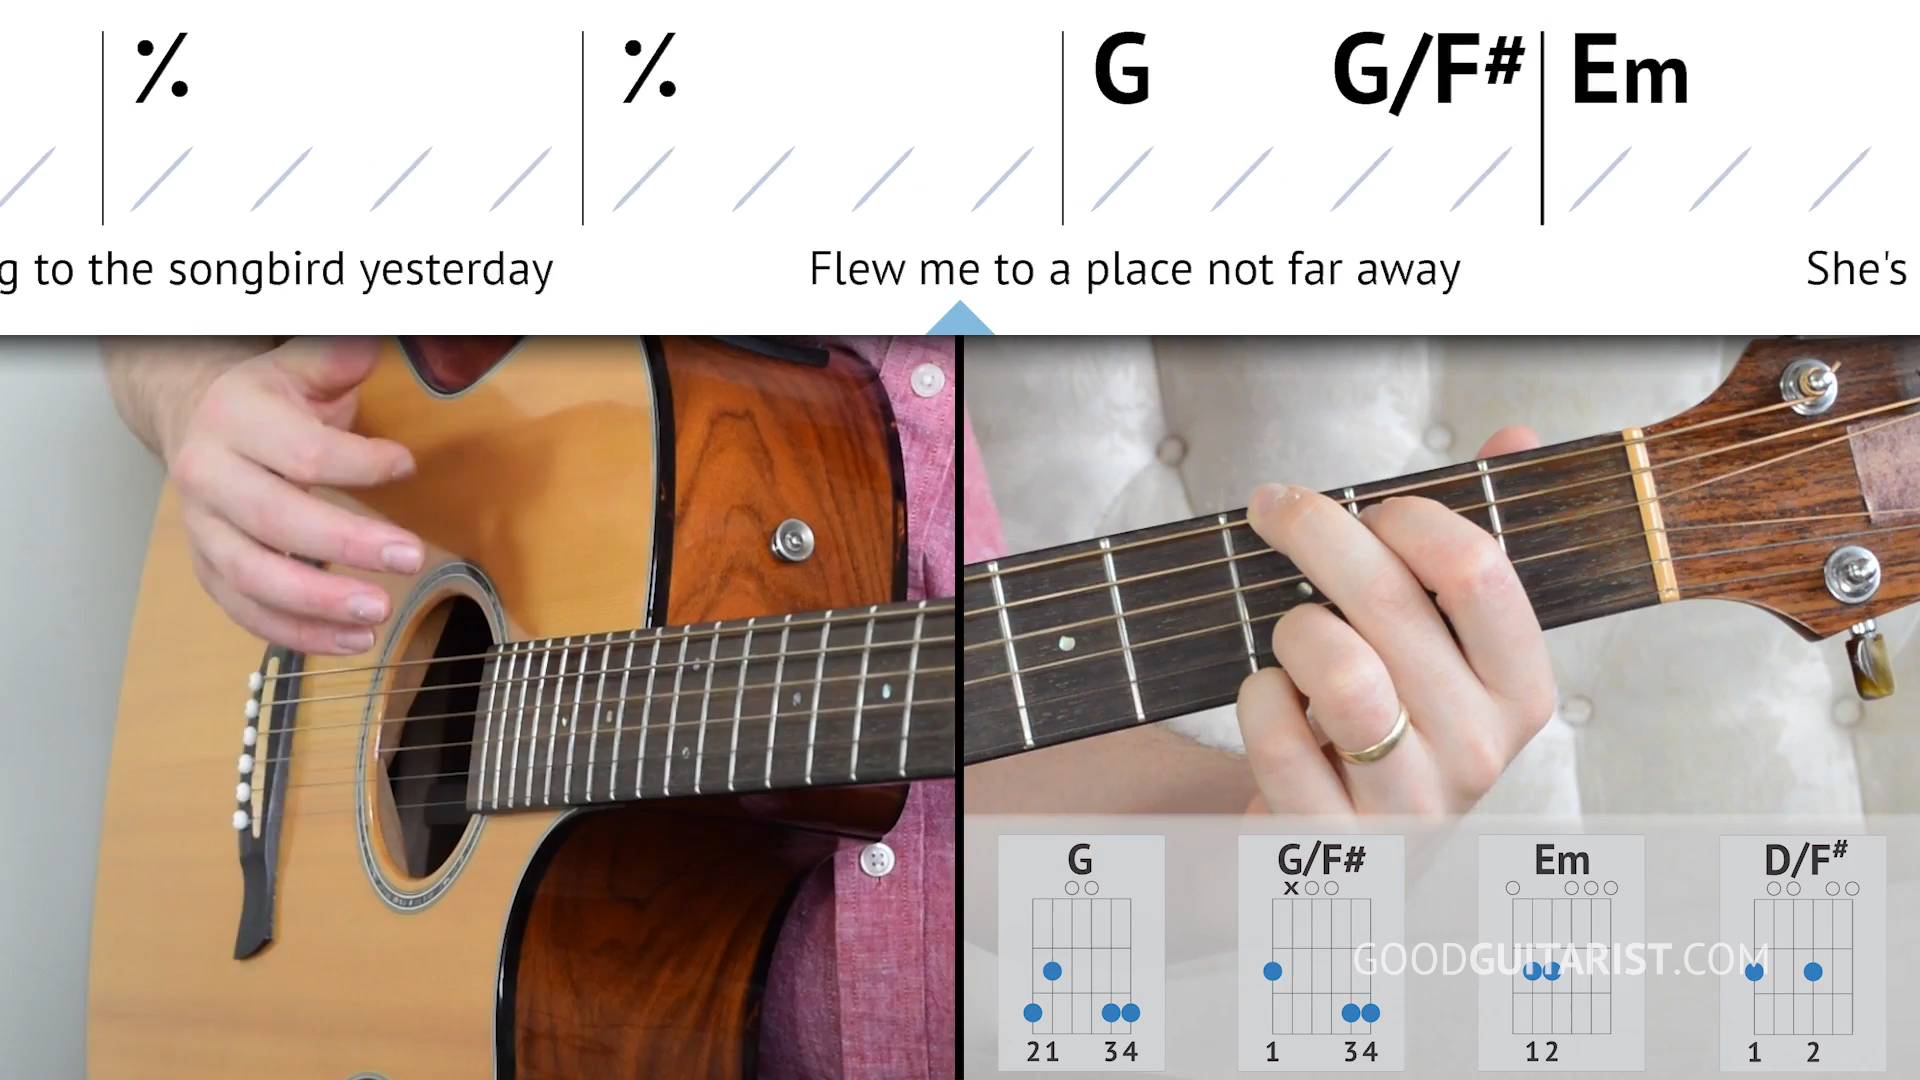 G G/F# Em
g to the songbird yesterday Flew me to a place not far away She's
G G/F# Em D/F#
x
GOODGUITARIST.COM
21 34 1 34 12 1 2